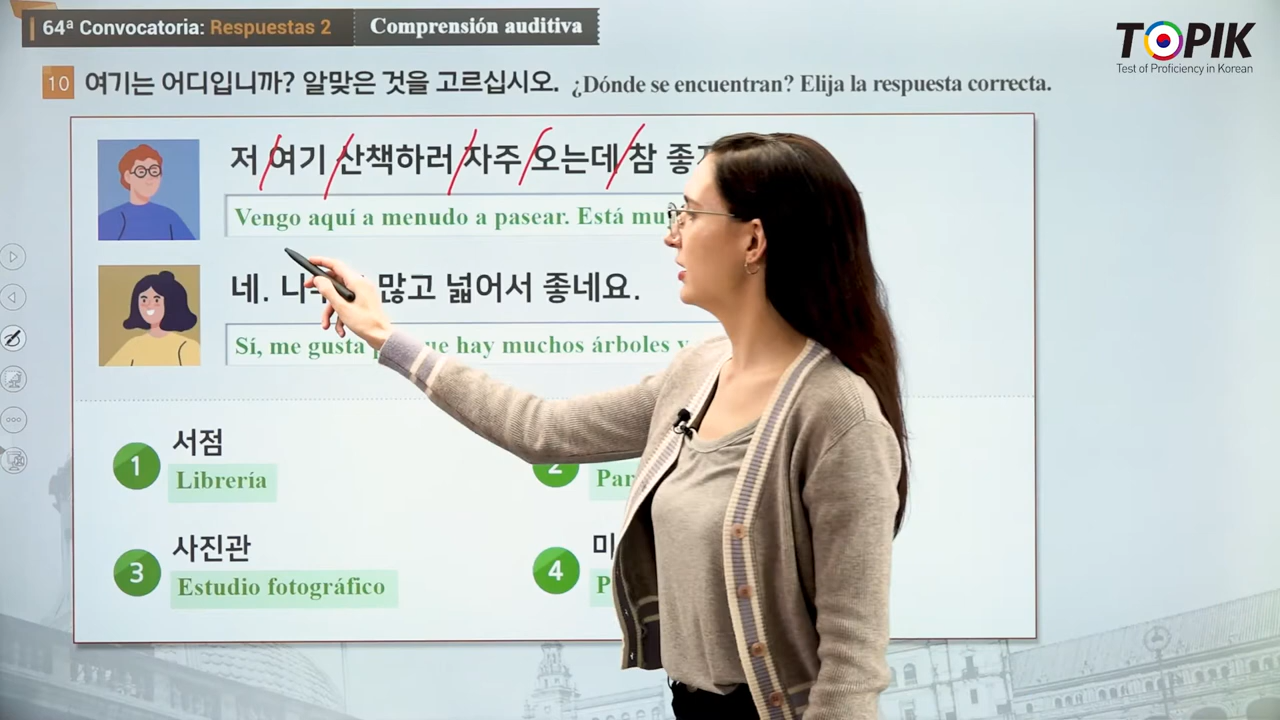 64ª Convocatoria: Respuestas 2 Comprensión auditiva
TOPIK
Test of Proficiency in Korean
10 여기는 어디입니까? 알맞은 것을 고르십시오. ¿Dónde se encuentran? Elija la respuesta correcta.
저 여기 산책하러 자주 오는데 참
Vengo aquí a menudo a pasear. Está
네. 많고 넓어서 좋네요.
Sí, me gusta hay muchos árboles y
1 서점
Librería
2
3 사진관
Estudio fotográfico
4